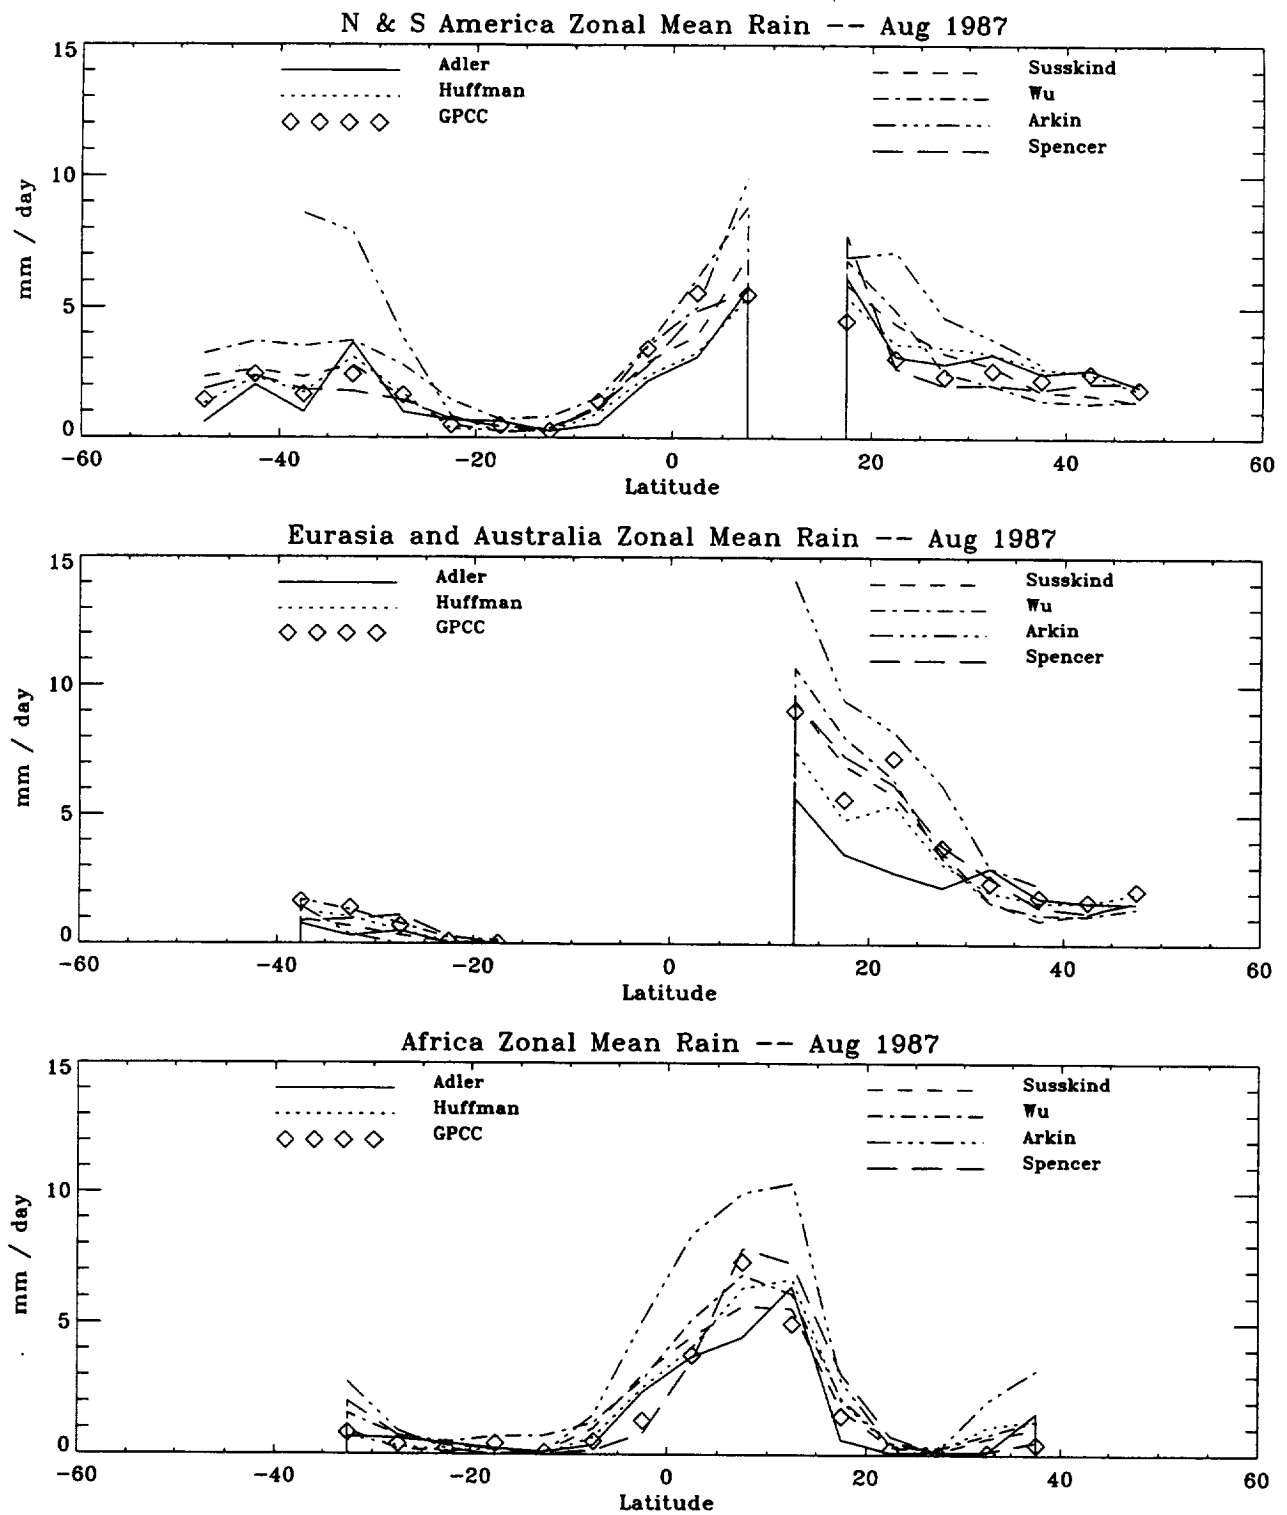 N & S America Zonal Mean Rain -- Aug 1987
15
10
5
0
mm / day
Adler
Huffman
GPCC
Susskind
Wu
Arkin
Spencer
-60
-40
-20
0
20
40
60
Latitude
Eurasia and Australia Zonal Mean Rain -- Aug 1987
15
10
5
0
mm / day
Adler
Huffman
GPCC
Susskind
Wu
Arkin
Spencer
-60
-40
-20
0
20
40
60
Latitude
Africa Zonal Mean Rain -- Aug 1987
15
10
5
0
mm / day
Adler
Huffman
GPCC
Susskind
Wu
Arkin
Spencer
-60
-40
-20
0
20
40
60
Latitude